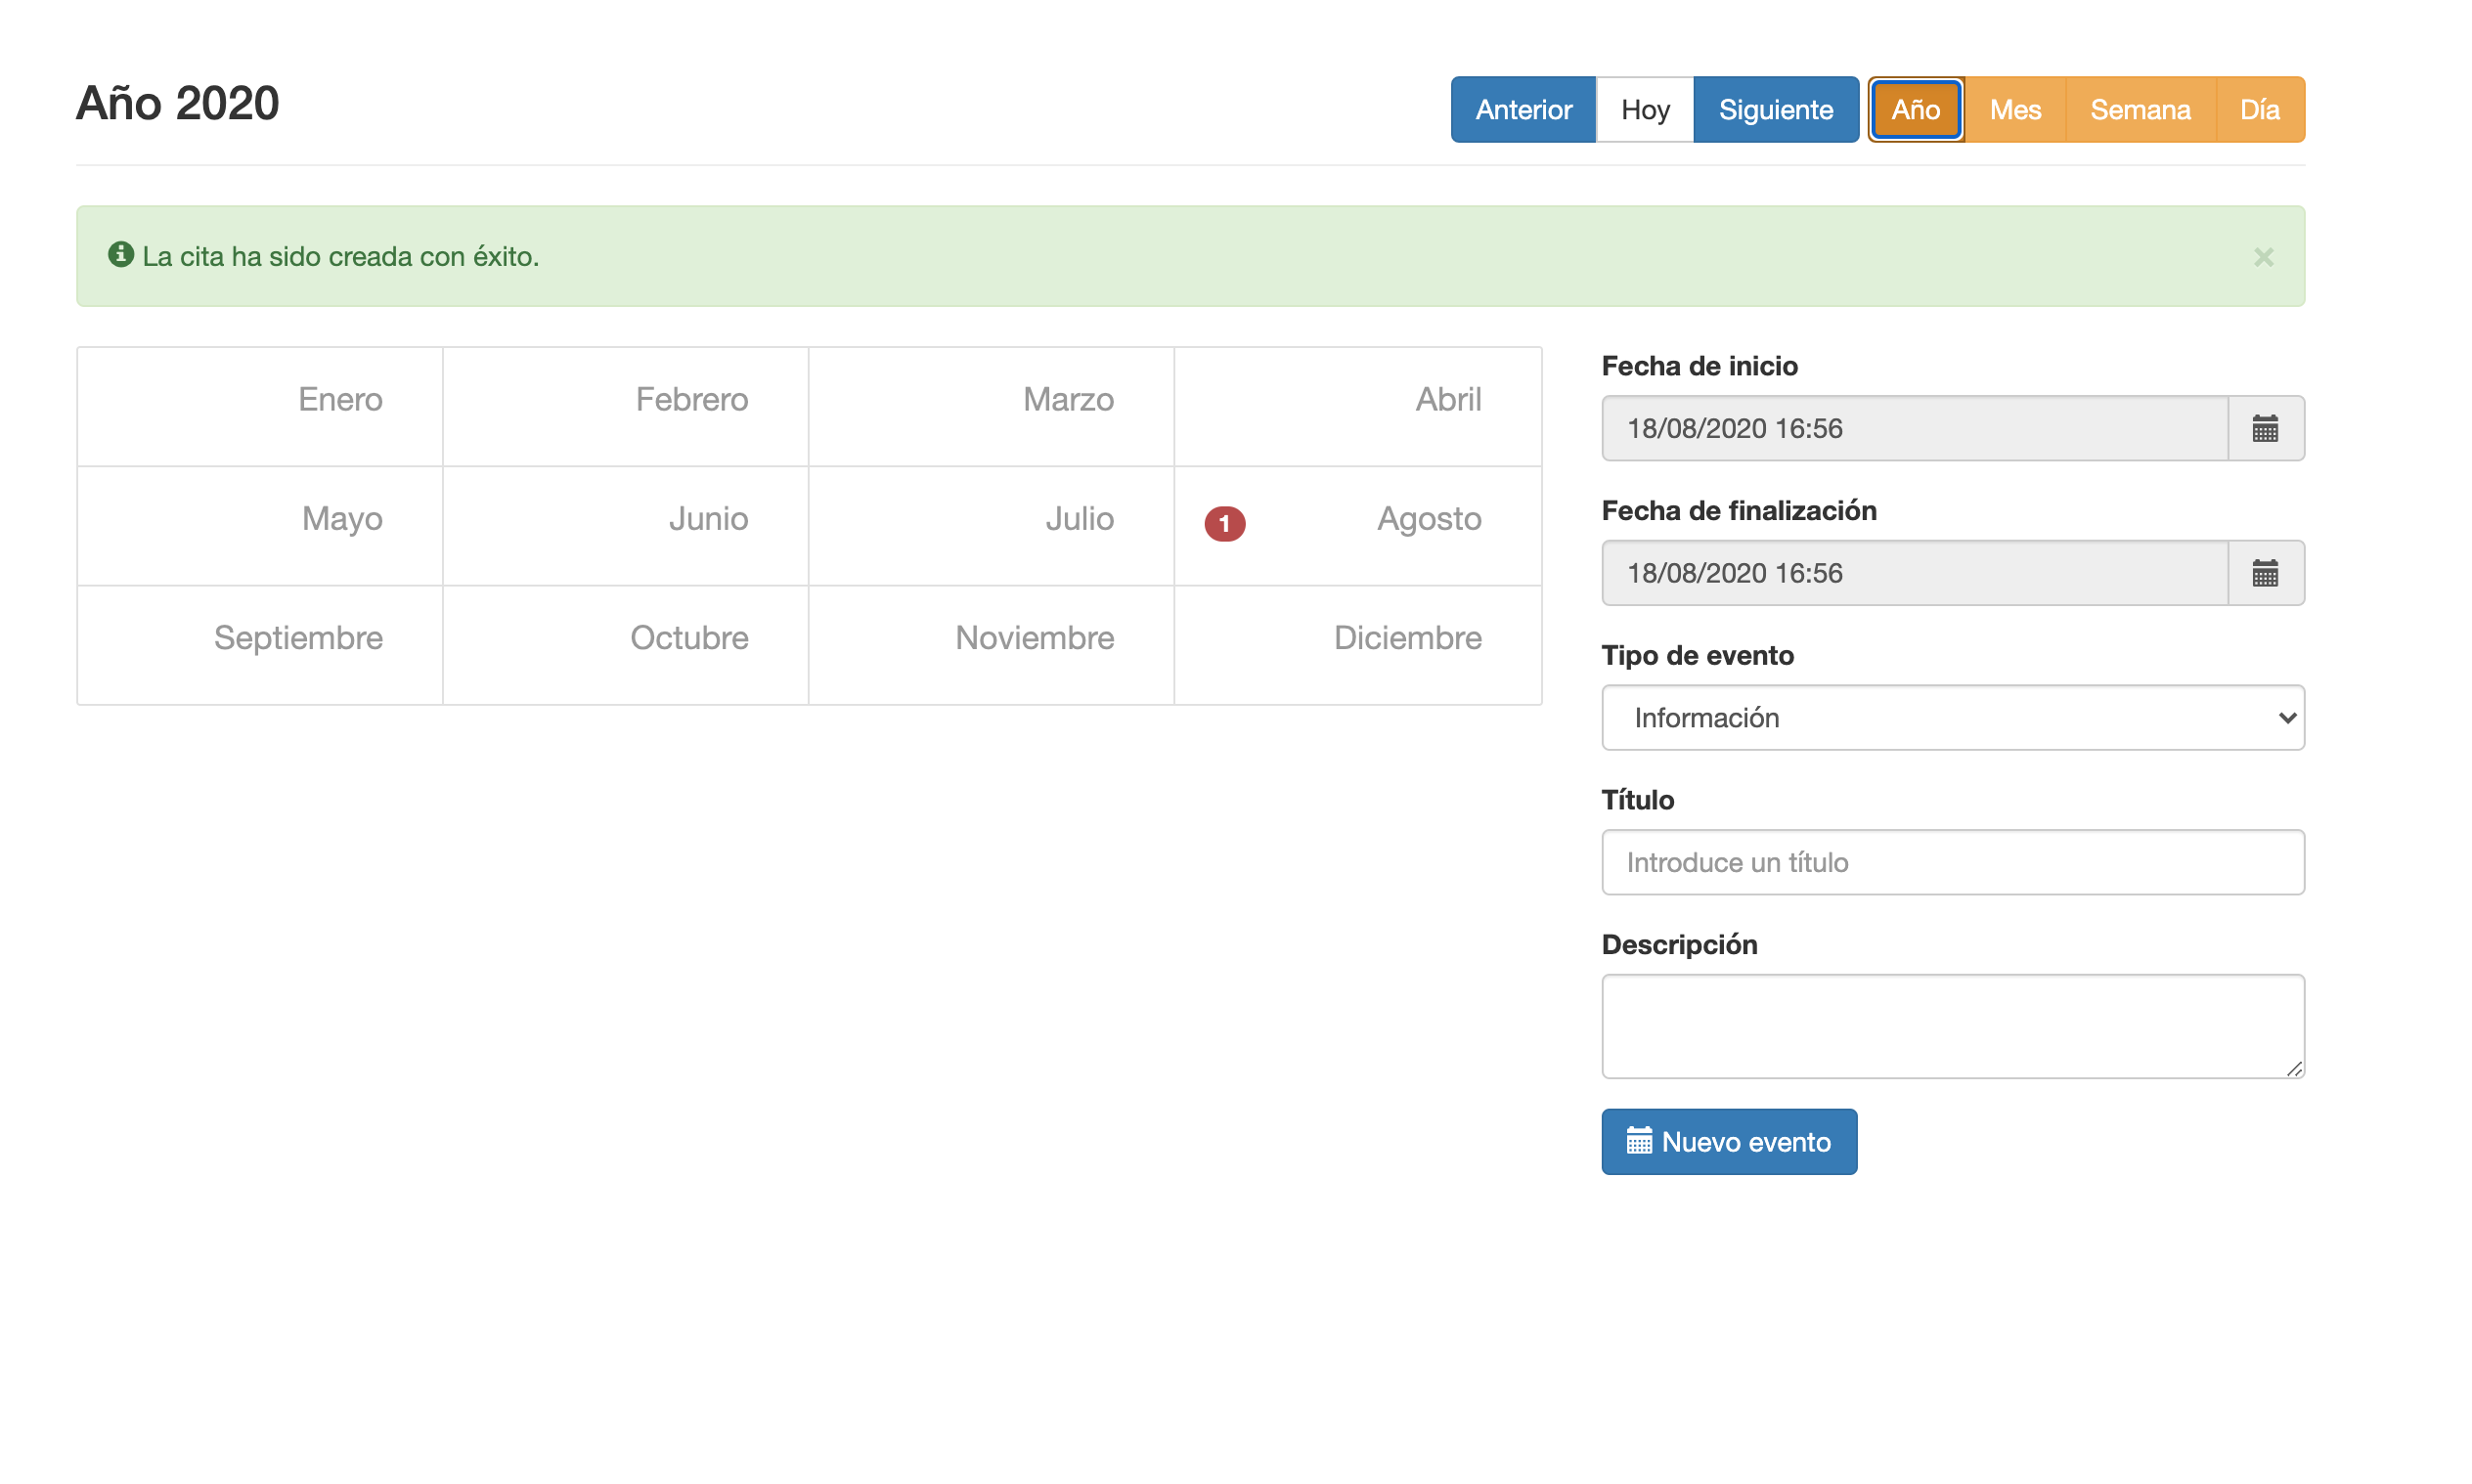 Año 2020
Anterior Hoy Siguiente Año Mes Semana Día
La cita ha sido creada con éxito.
×
Enero Febrero Marzo Abril
Mayo Junio Julio 1 Agosto
Septiembre Octubre Noviembre Diciembre
Fecha de inicio
18/08/2020 16:56
Fecha de finalización
18/08/2020 16:56
Tipo de evento
Información
Título
Introduce un título
Descripción
Nuevo evento